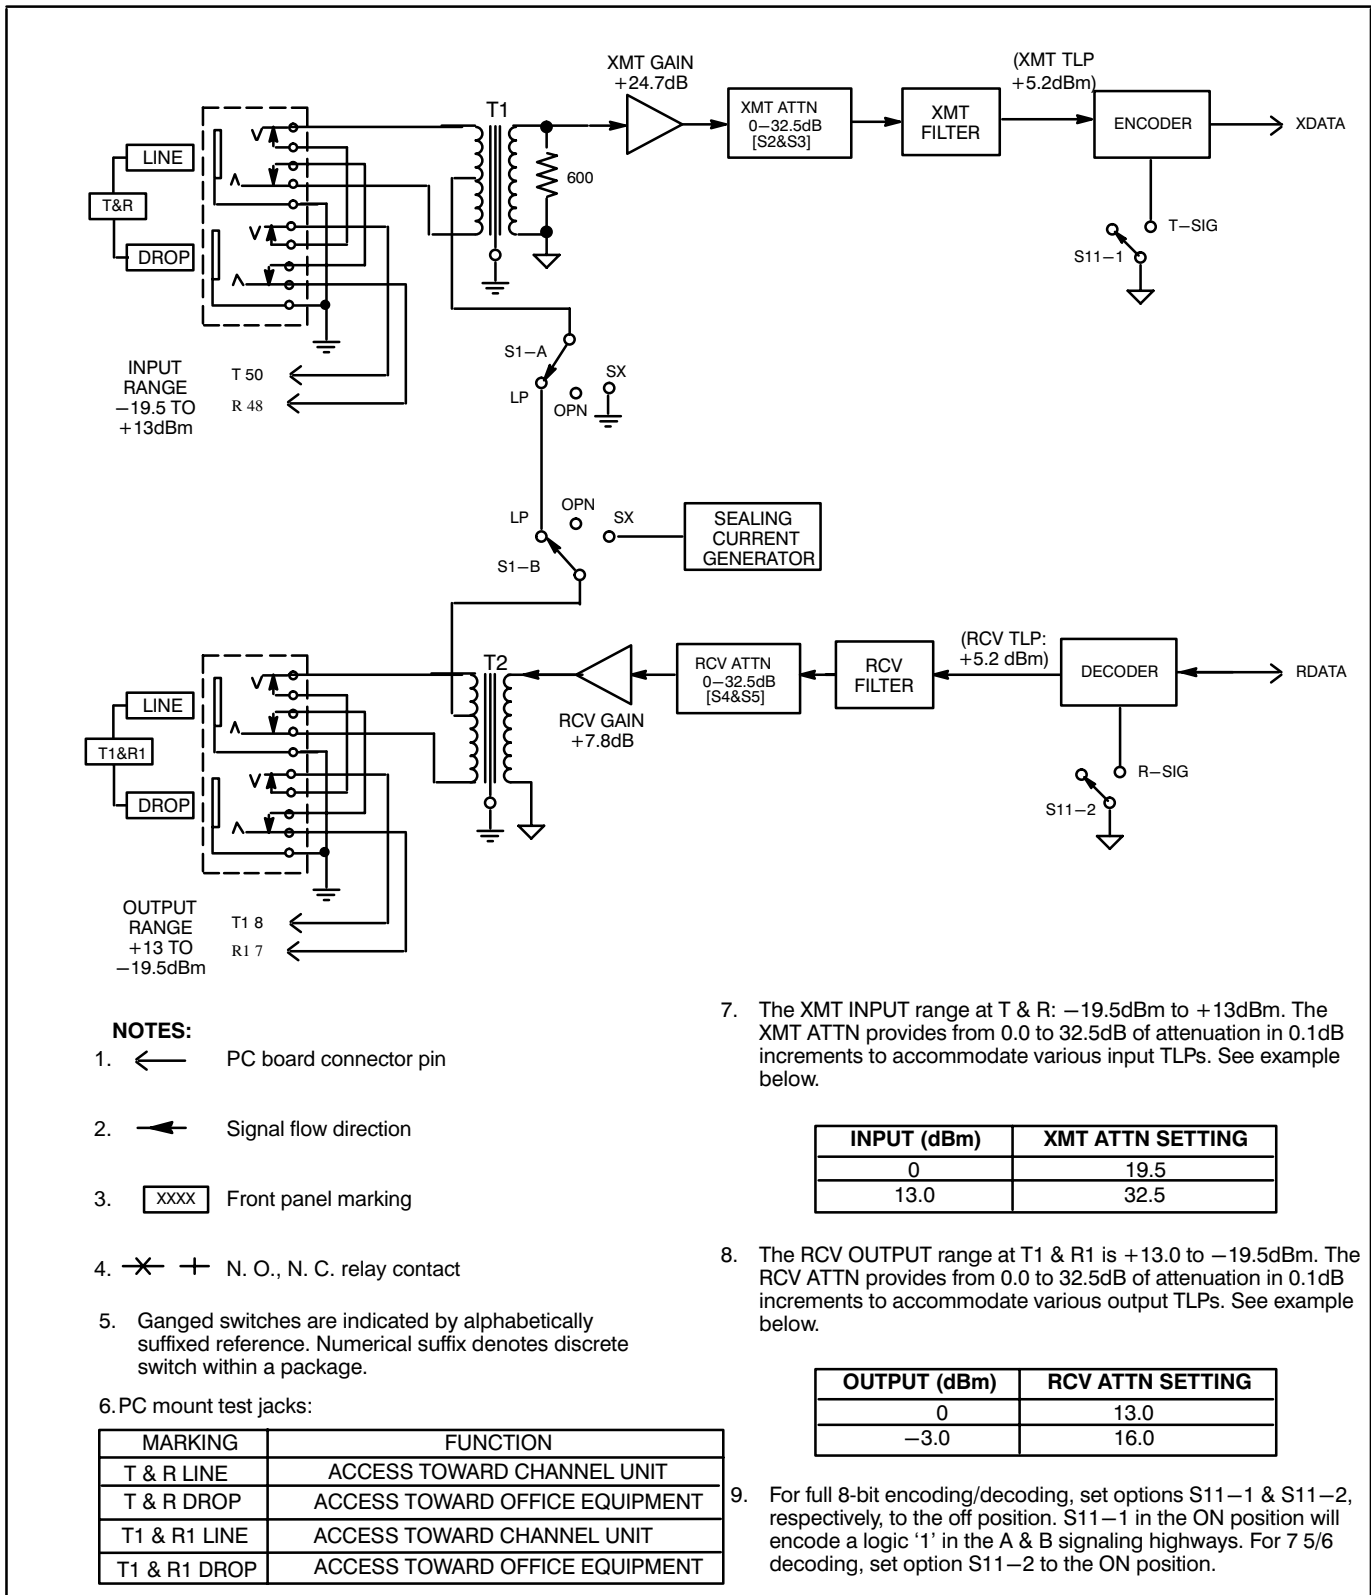 XMT GAIN
+24.7dB
(XMT TLP
+5.2dBm)
T1
XMT ATTN
0–32.5dB
[S2&S3]
XMT
FILTER
ENCODER
XDATA
LINE
T&R
DROP
600
T–SIG
S11–1
INPUT
RANGE
–19.5 TO
+13dBm
T 50
R 48
S1–A
LP
OPN
SX
LP
OPN
SX
S1–B
SEALING
CURRENT
GENERATOR
T2
RCV GAIN
+7.8dB
RCV ATTN
0–32.5dB
[S4&S5]
RCV
FILTER
(RCV TLP:
+5.2 dBm)
DECODER
RDATA
LINE
T1&R1
DROP
R–SIG
S11–2
OUTPUT
RANGE
+13 TO
–19.5dBm
T1 8
R1 7
NOTES:
1. PC board connector pin
2. Signal flow direction
3. XXXX Front panel marking
4. N. O., N. C. relay contact
5. Ganged switches are indicated by alphabetically
suffixed reference. Numerical suffix denotes discrete
switch within a package.
6. PC mount test jacks:
MARKING FUNCTION
T & R LINE ACCESS TOWARD CHANNEL UNIT
T & R DROP ACCESS TOWARD OFFICE EQUIPMENT
T1 & R1 LINE ACCESS TOWARD CHANNEL UNIT
T1 & R1 DROP ACCESS TOWARD OFFICE EQUIPMENT
7. The XMT INPUT range at T & R: –19.5dBm to +13dBm. The
XMT ATTN provides from 0.0 to 32.5dB of attenuation in 0.1dB
increments to accommodate various input TLPs. See example
below.
INPUT (dBm) XMT ATTN SETTING
0 19.5
13.0 32.5
8. The RCV OUTPUT range at T1 & R1 is +13.0 to –19.5dBm. The
RCV ATTN provides from 0.0 to 32.5dB of attenuation in 0.1dB
increments to accommodate various output TLPs. See example
below.
OUTPUT (dBm) RCV ATTN SETTING
0 13.0
–3.0 16.0
9. For full 8-bit encoding/decoding, set options S11–1 & S11–2,
respectively, to the off position. S11–1 in the ON position will
encode a logic ‘1’ in the A & B signaling highways. For 7 5/6
decoding, set option S11–2 to the ON position.